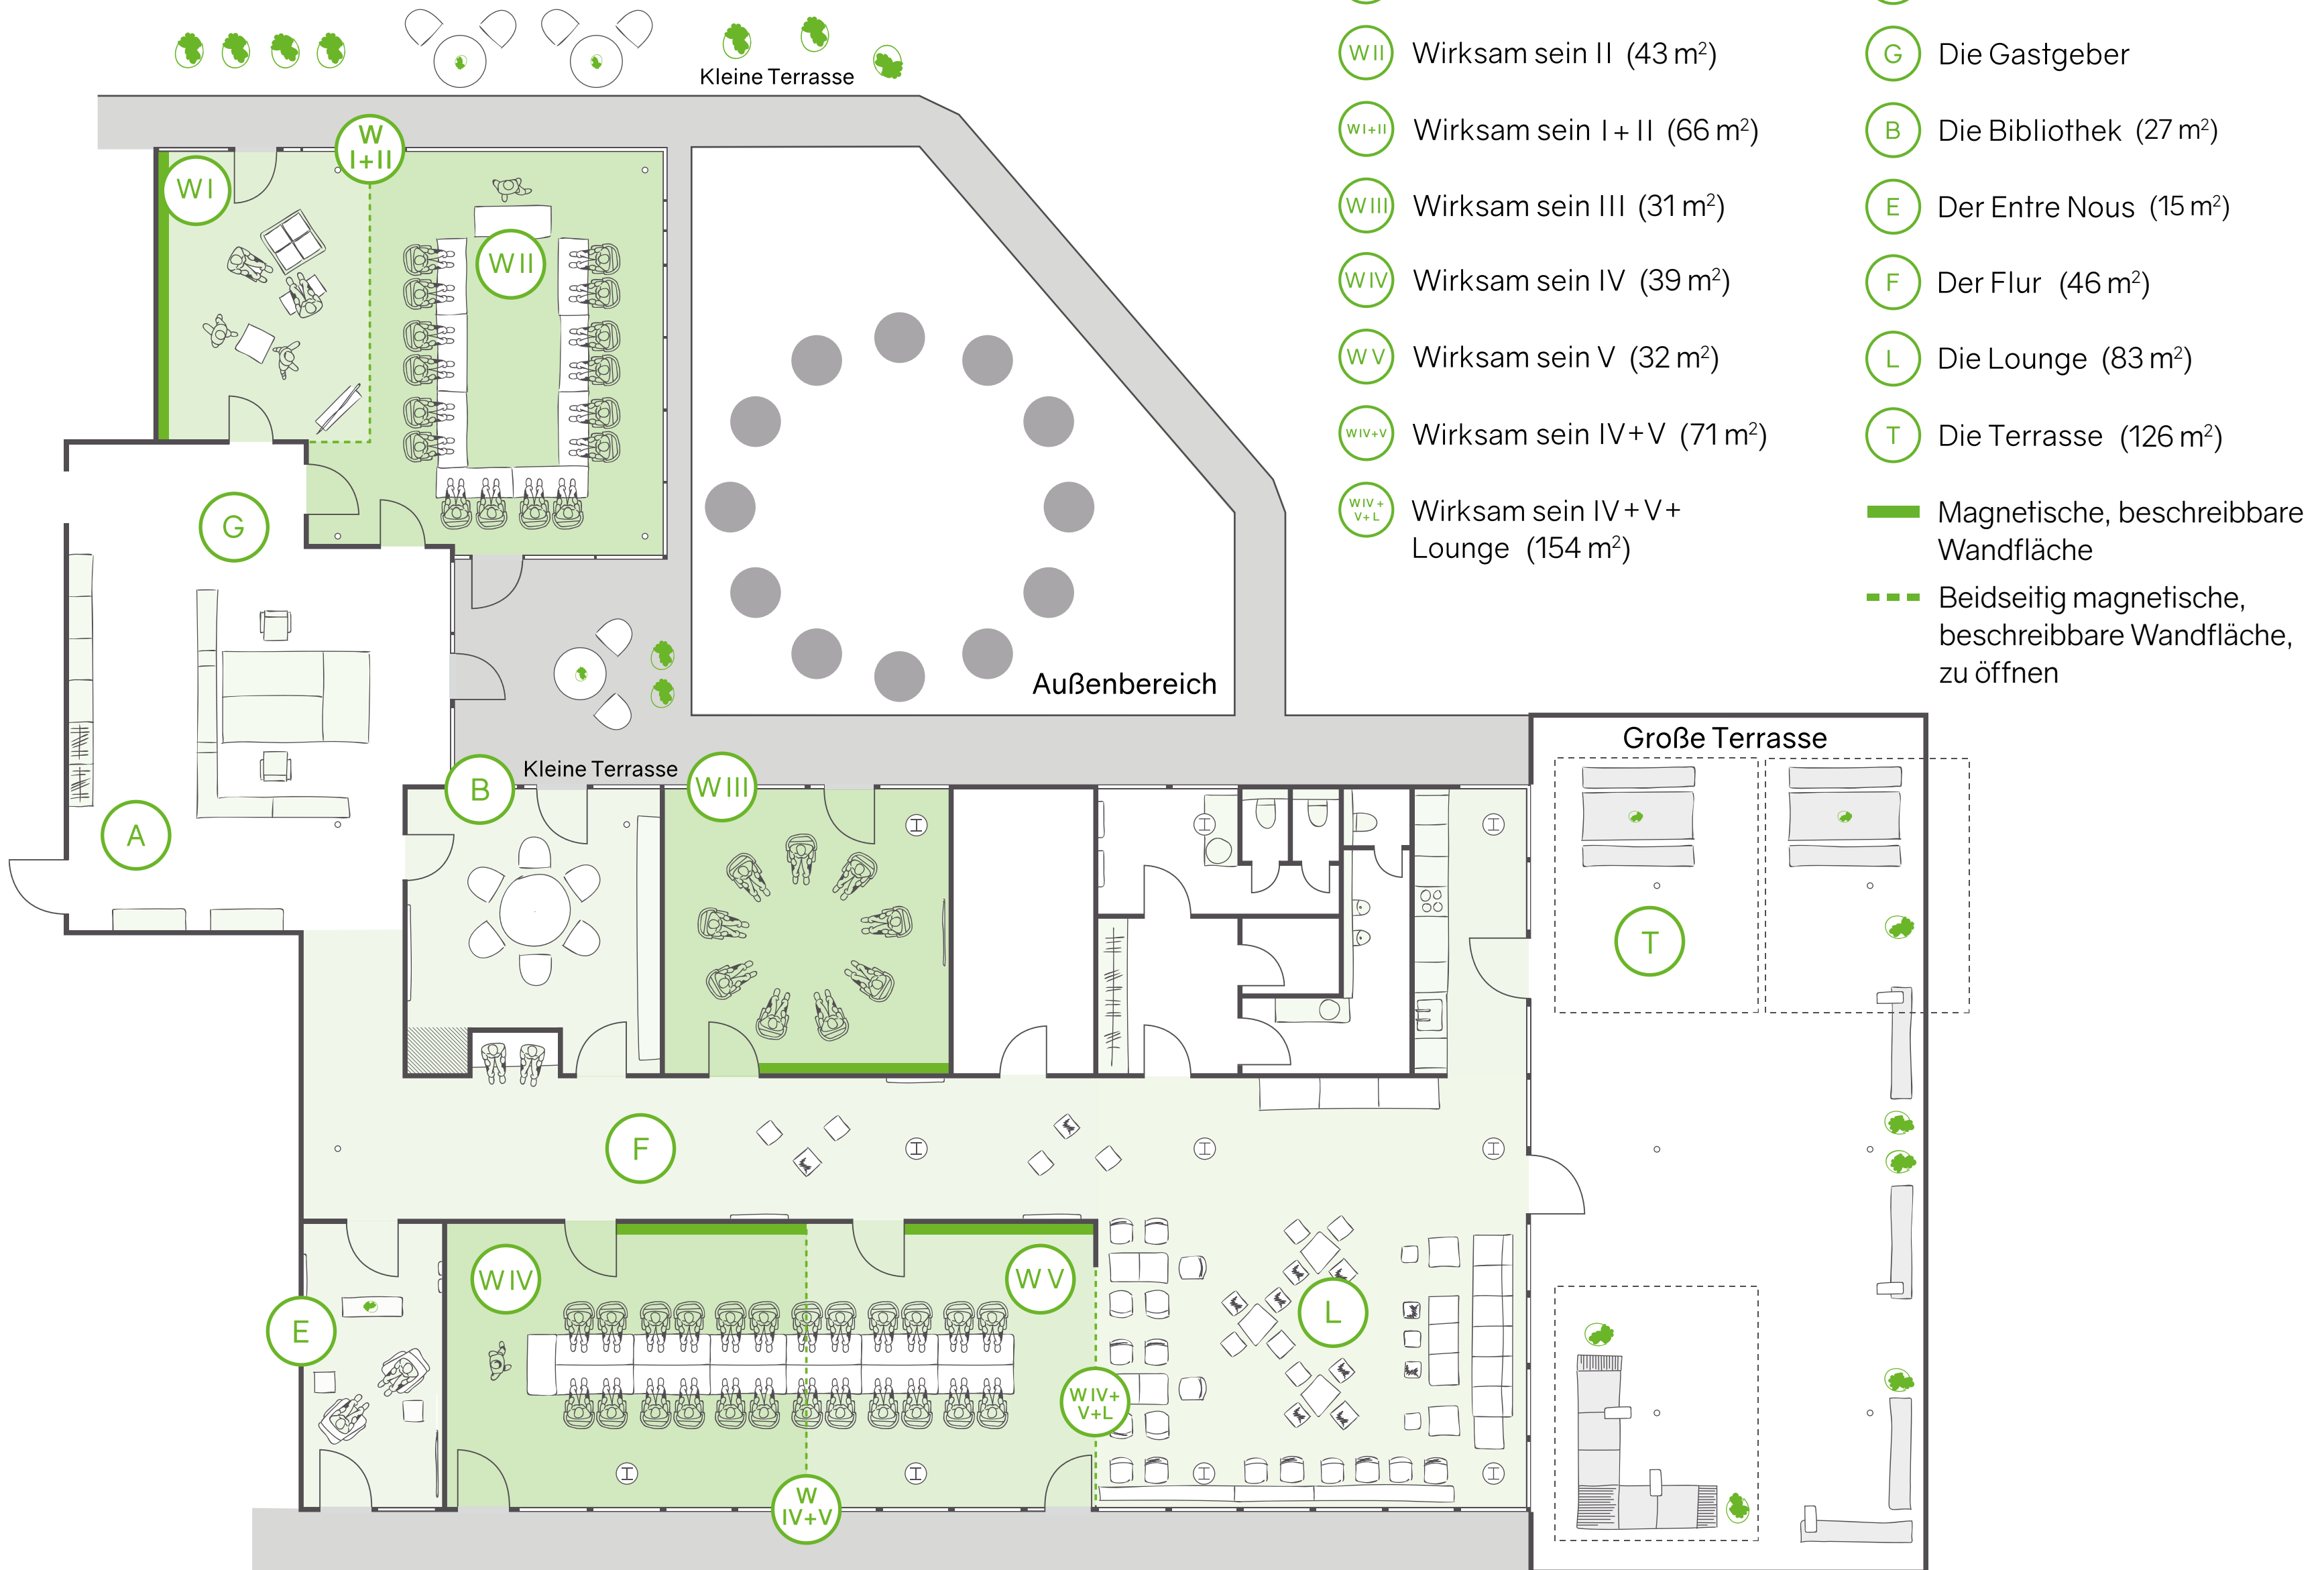 Kleine Terrasse
W II Wirksam sein II (43 m²)
W I+II Wirksam sein I + II (66 m²)
W III Wirksam sein III (31 m²)
W IV Wirksam sein IV (39 m²)
W V Wirksam sein V (32 m²)
W IV+V Wirksam sein IV+V (71 m²)
W IV +
V+ L
Wirksam sein IV+V+
Lounge (154 m²)
G Die Gastgeber
B Die Bibliothek (27 m²)
E Der Entre Nous (15 m²)
F Der Flur (46 m²)
L Die Lounge (83 m²)
T Die Terrasse (126 m²)
Magnetische, beschreibbare
Wandfläche
Beidseitig magnetische,
beschreibbare Wandfläche,
zu öffnen
W
I+II
W I
W II
G
Außenbereich
Große Terrasse
Kleine Terrasse
B
W III
A
T
F
W IV
W V
E
L
W IV+
V+L
W
IV+V